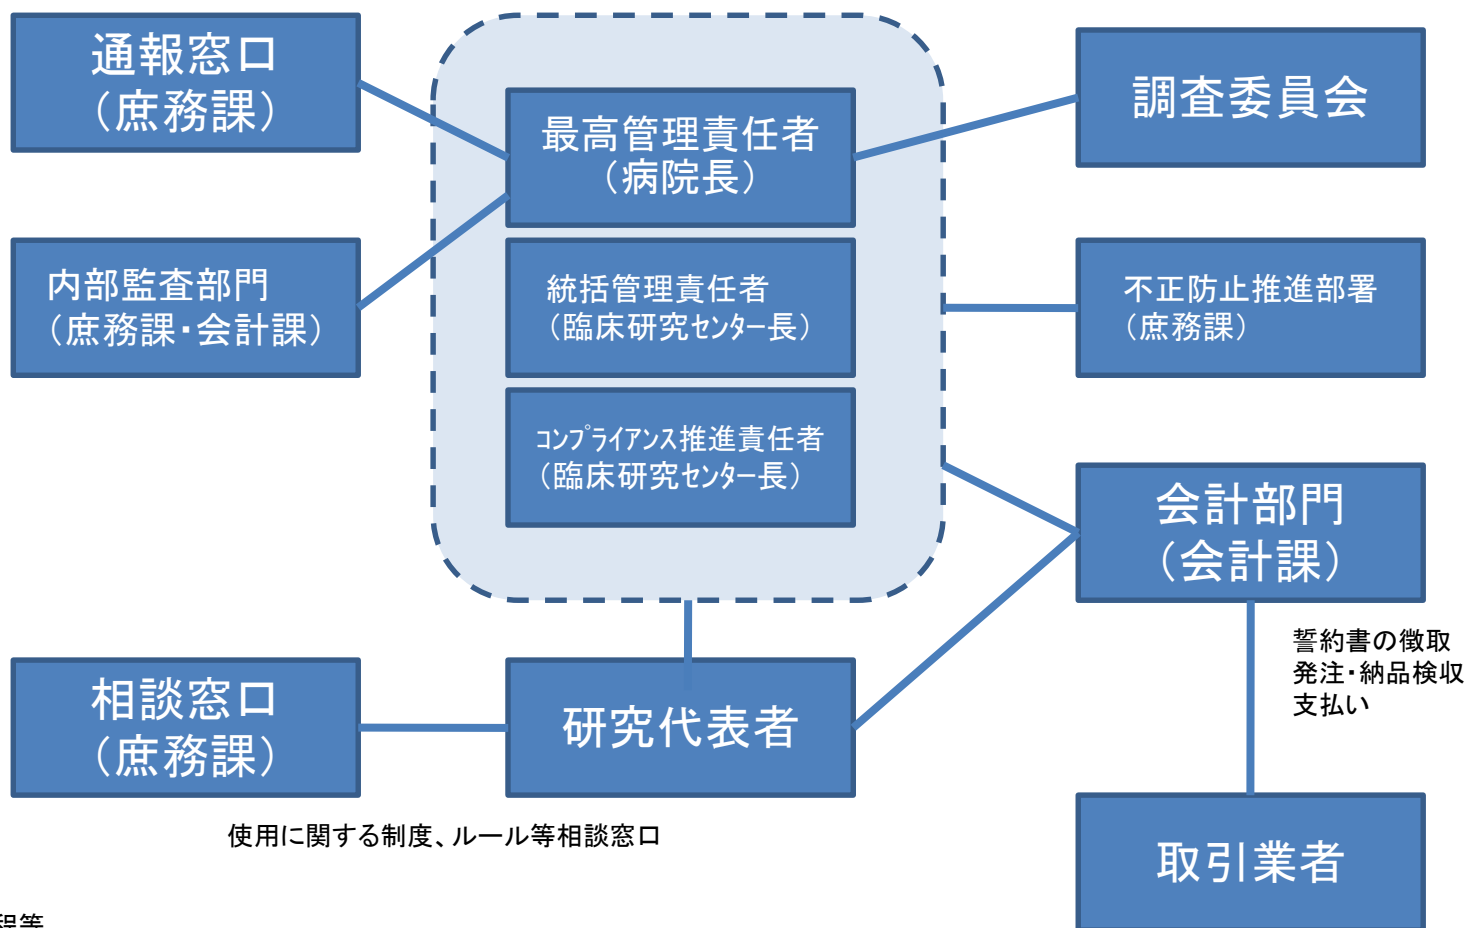 通報窓口
（庶務課）
最高管理責任者
（病院長）
調査委員会
内部監査部門
（庶務課・会計課）
統括管理責任者
（臨床研究ｾﾝﾀｰ長）
不正防止推進部署
（庶務課）
ｺﾝﾌﾟﾗｲｱﾝｽ推進責任者
（臨床研究ｾﾝﾀｰ長）
会計部門
（会計課）
誓約書の徴取
発注・納品検収
支払い
相談窓口
（庶務課）
研究代表者
使用に関する制度、ルール等相談窓口
取引業者
程等